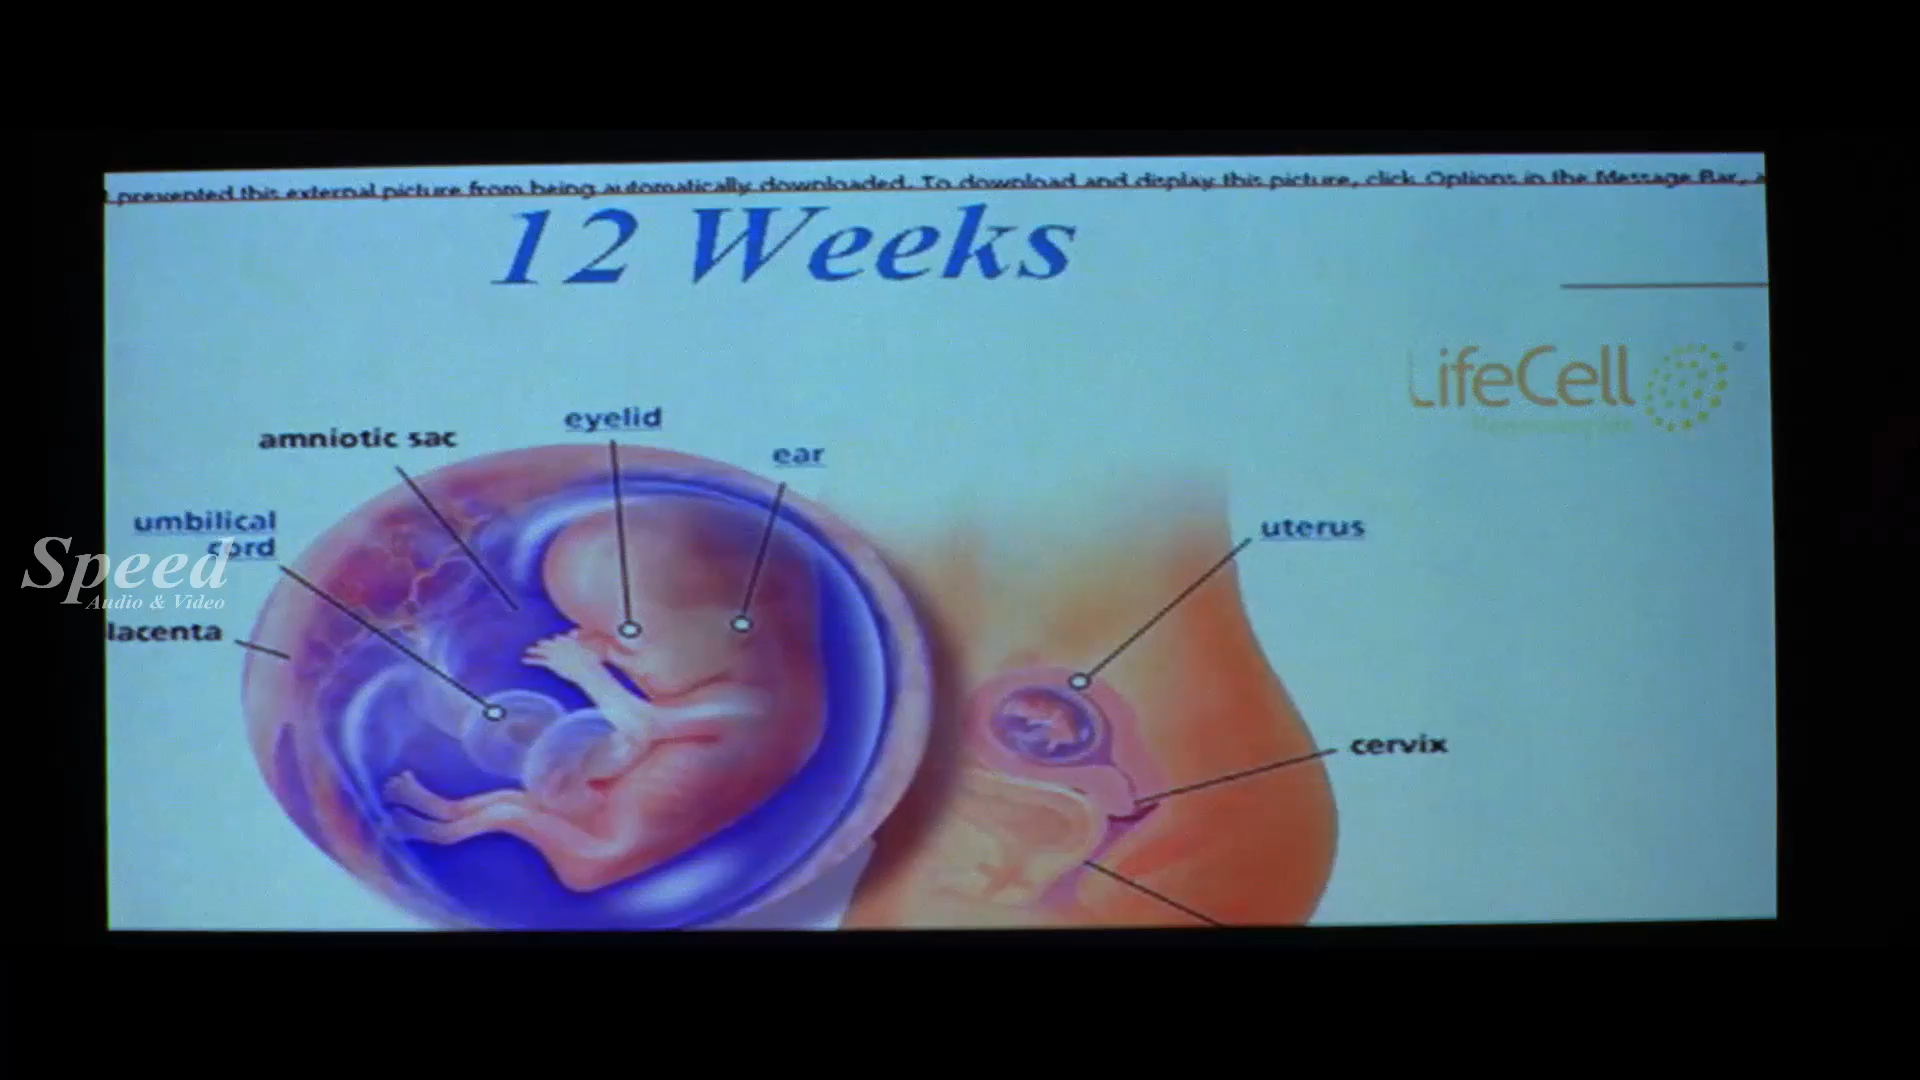 prevented this external picture from being automatically downloaded. To download and display this picture, click Options in the Message Bar,
12 Weeks
LifeCell
eyelid
amniotic sac
ear
umbilical
cord
uterus
Speed
Audio & Video
lacenta
cervix